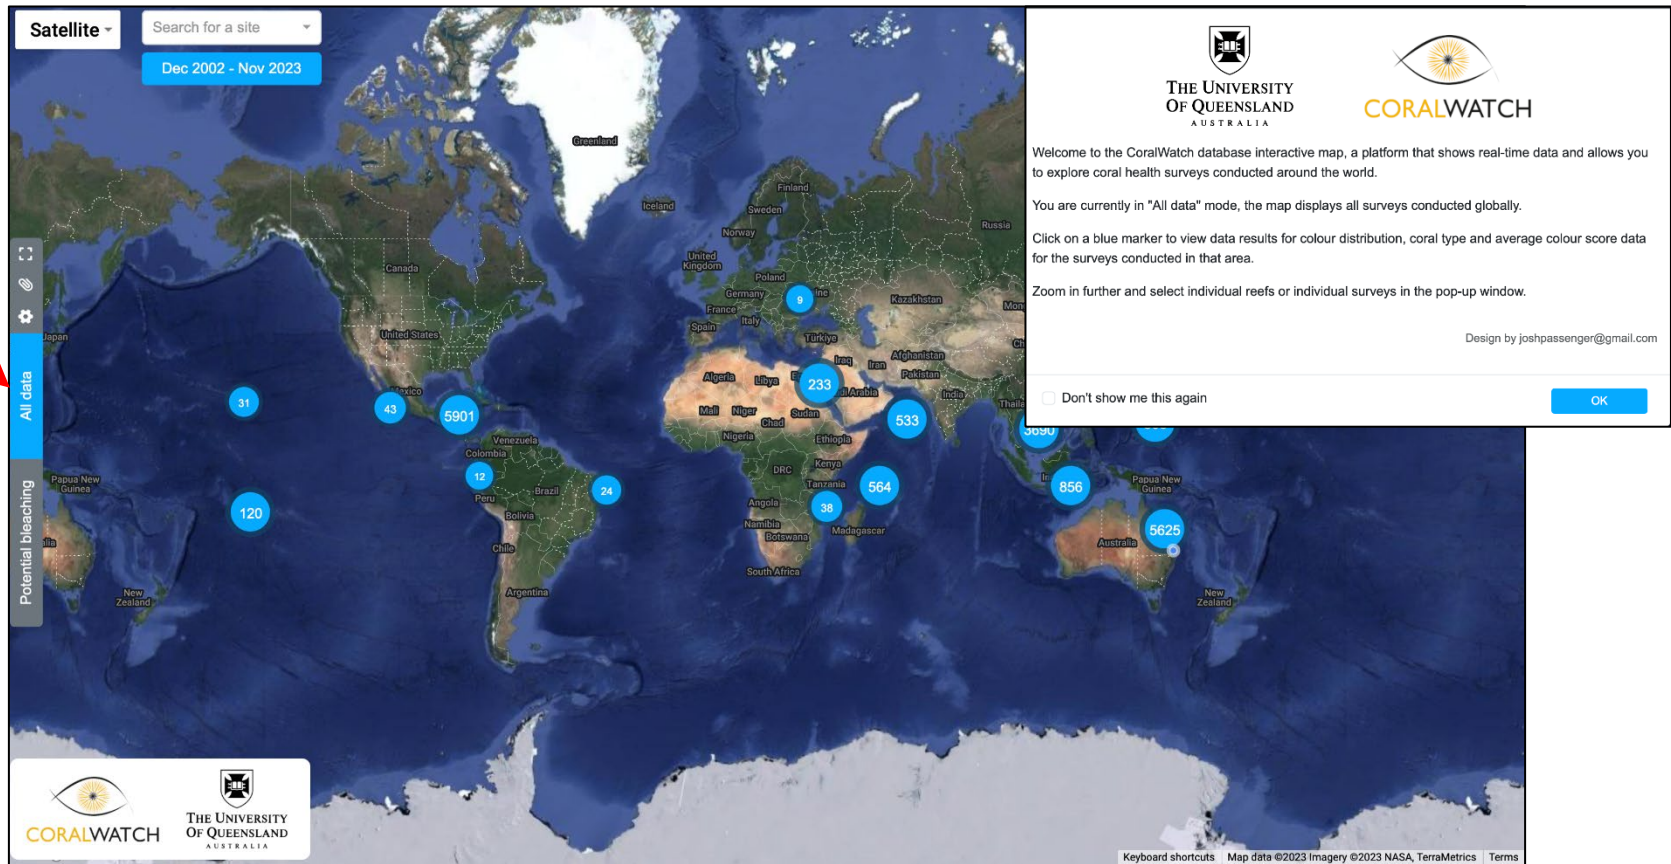 Satellite
Search for a site
Dec 2002 - Nov 2023
THE UNIVERSITY
OF QUEENSLAND
AUSTRALIA
CORALWATCH
Welcome to the CoralWatch database interactive map, a platform that shows real-time data and allows you
to explore coral health surveys conducted around the world.
You are currently in "All data" mode, the map displays all surveys conducted globally.
Click on a blue marker to view data results for colour distribution, coral type and average colour score data
for the surveys conducted in that area.
Zoom in further and select individual reefs or individual surveys in the pop-up window.
Design by joshpassenger@gmail.com
Don't show me this again
OK
All data
Potential bleaching
Greenland
Iceland
Finland
Sweden
Norway
Russia
United
Kingdom
Poland
Germany
9
France
Kazakhstan
Italy
Spain
Türkiye
Canada
United States
Japan
Iraq
Iran
Afghanistan
Pakistan
Algeria
Libya
233
India
31
43
Mexico
5901
Mali
Niger
Chad
Sudan
533
3690
Nigeria
Ethiopia
Venezuela
Colombia
12
Peru
Brazil
24
Bolivia
Chile
Argentina
DRC
Kenya
Tanzania
564
Angola
38
Namibia
Botswana
Madagascar
South Africa
856
Papua New
Guinea
5625
Australia
New
Zealand
Papua New
Guinea
120
New
Zealand
CORALWATCH
THE UNIVERSITY
OF QUEENSLAND
AUSTRALIA
Keyboard shortcuts
Map data ©2023 Imagery ©2023 NASA, TerraMetrics
Terms